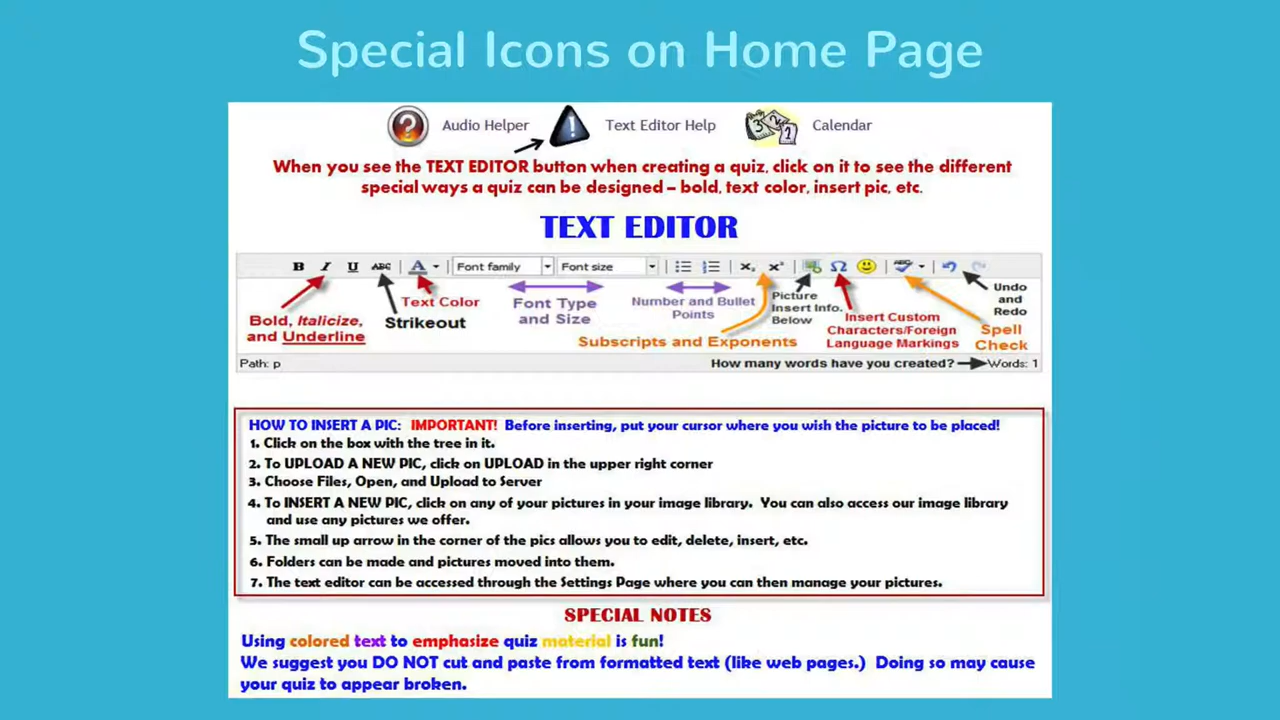 Special Icons on Home Page
Audio Helper Text Editor Help Calendar
When you see the TEXT EDITOR button when creating a quiz, click on it to see the different
special ways a quiz can be designed – bold, text color, insert pic, etc.
TEXT EDITOR
B I U ABC A Font family Font size X₂ X² Ω ABC
Bold, Italicize,
and Underline
Text Color
Strikeout
Font Type
and Size
Number and Bullet
Points
Subscripts and Exponents
Picture
Insert Info.
Below
Insert Custom
Characters/Foreign
Language Markings
Spell
Check
Undo
and
Redo
Path: p How many words have you created? Words: 1
HOW TO INSERT A PIC: IMPORTANT! Before inserting, put your cursor where you wish the picture to be placed!
1. Click on the box with the tree in it.
2. To UPLOAD A NEW PIC, click on UPLOAD in the upper right corner
3. Choose Files, Open, and Upload to Server
4. To INSERT A NEW PIC, click on any of your pictures in your image library. You can also access our image library
and use any pictures we offer.
5. The small up arrow in the corner of the pics allows you to edit, delete, insert, etc.
6. Folders can be made and pictures moved into them.
7. The text editor can be accessed through the Settings Page where you can then manage your pictures.
SPECIAL NOTES
Using colored text to emphasize quiz material is fun!
We suggest you DO NOT cut and paste from formatted text (like web pages.) Doing so may cause
your quiz to appear broken.